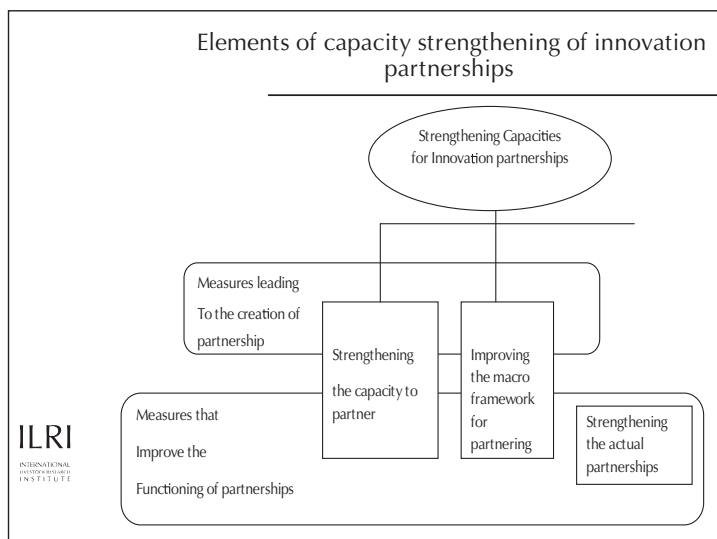 Elements of capacity strengthening of innovation
partnerships
Strengthening Capacities
for Innovation partnerships
Measures leading
To the creation of
partnership
Strengthening
the capacity to
partner
Improving
the macro
framework
for
partnering
Measures that
Improve the
Functioning of partnerships
Strengthening
the actual
partnerships
ILRI
INTERNATIONAL
LIVESTOCK RESEARCH
INSTITUTE